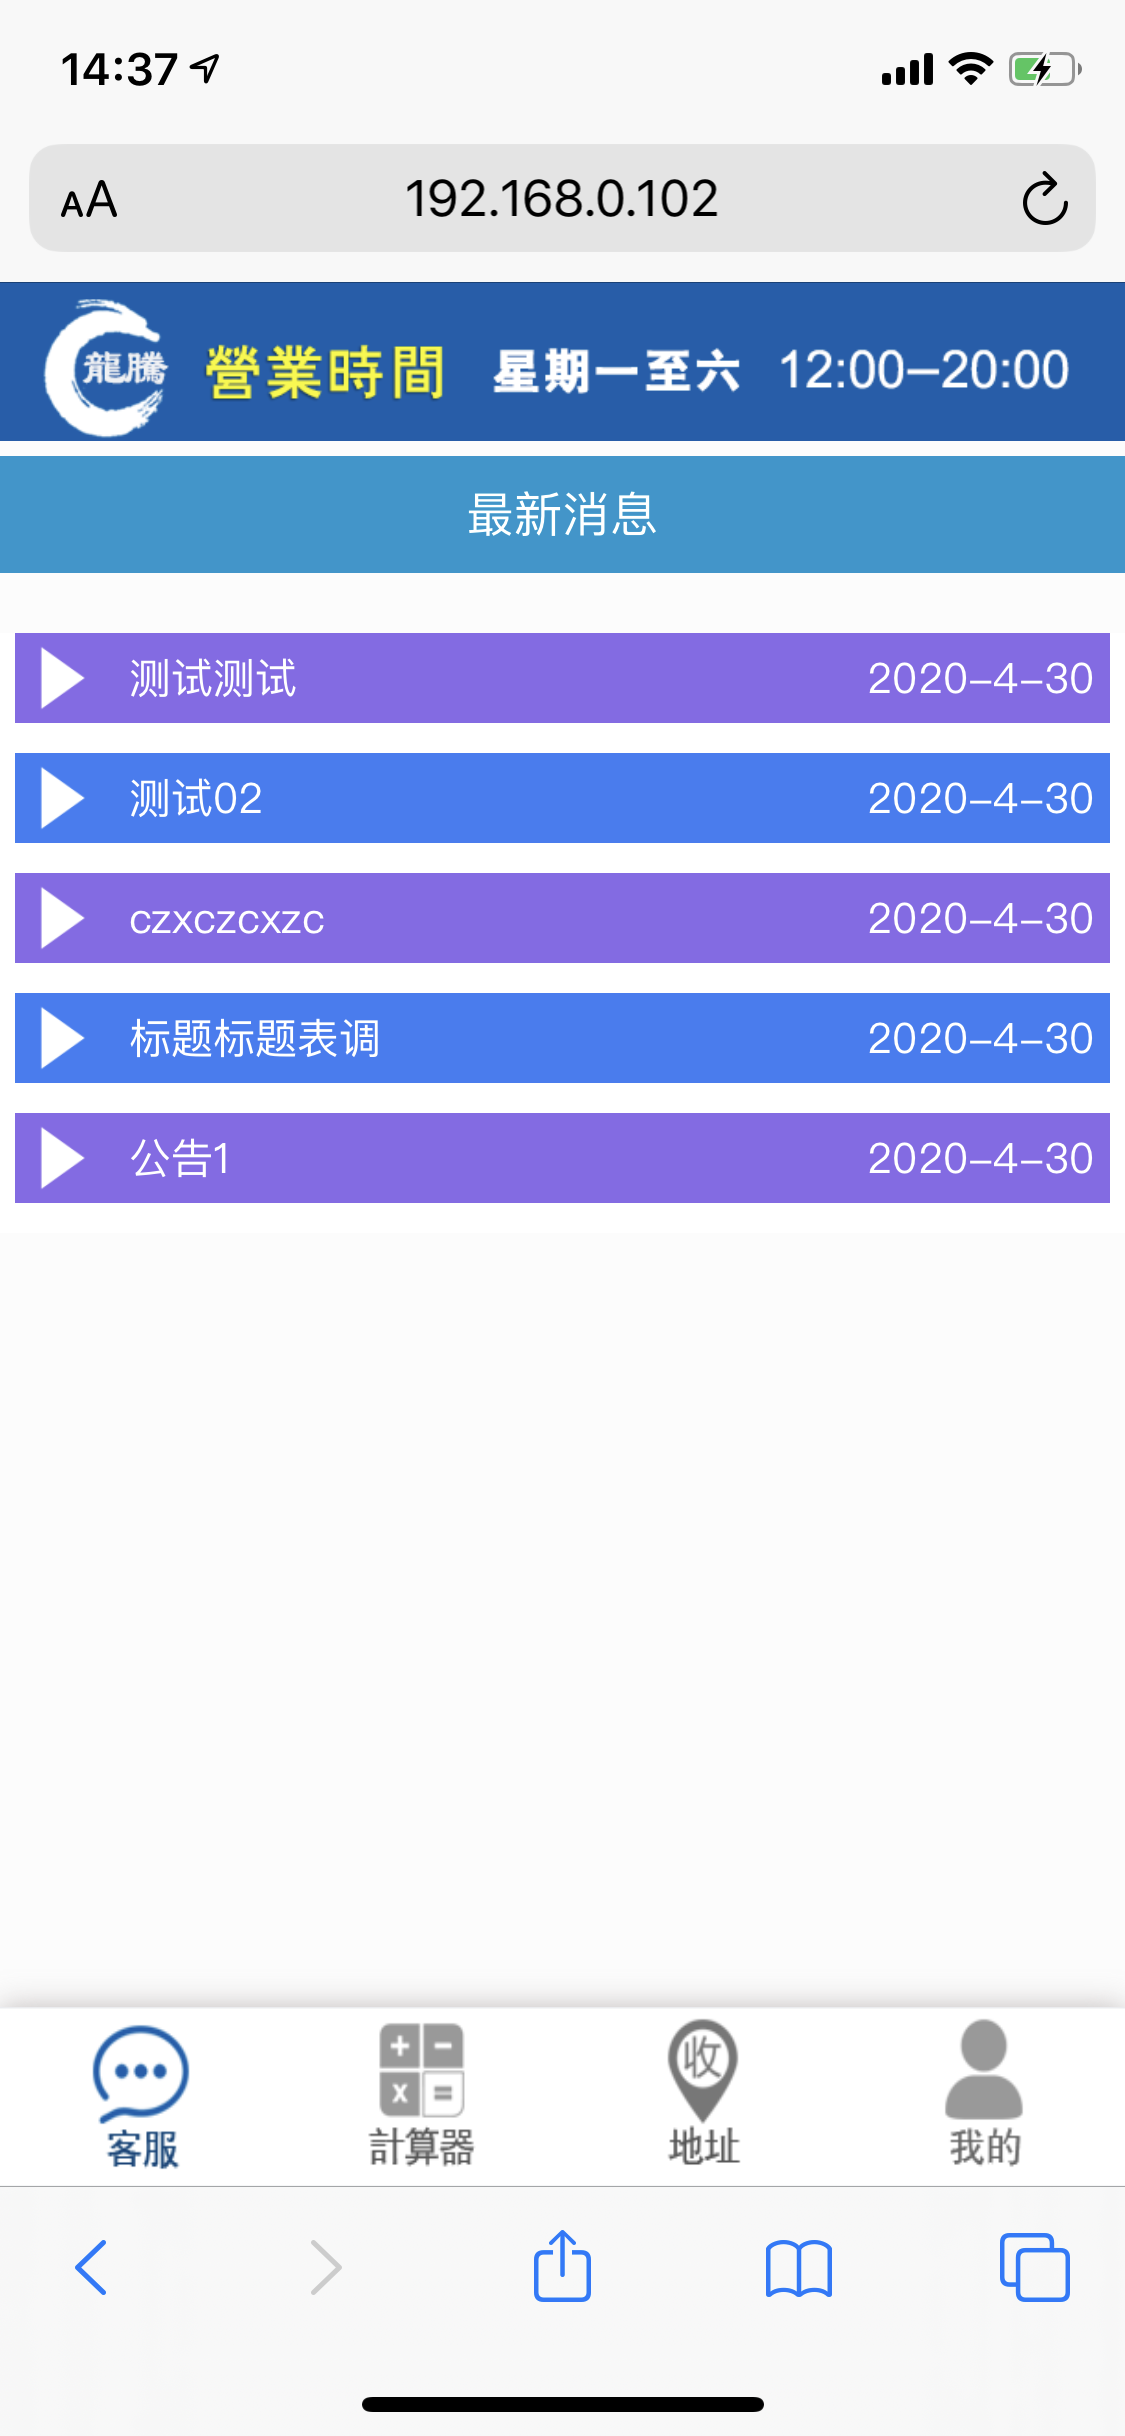 14:37
AA 192.168.0.102
龍騰 營業時間 星期一至六 12:00–20:00
最新消息
测试测试 2020-4-30
测试02 2020-4-30
czxczcxzc 2020-4-30
标题标题表调 2020-4-30
公告1 2020-4-30
+ − x =
收
客服 計算器 地址 我的